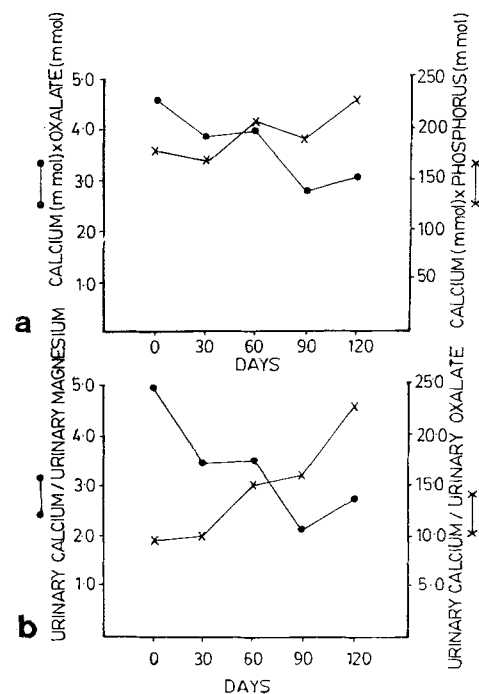 a
CALCIUM (m mol) x OXALATE (m mol)
5·0
4·0
3·0
20
1·0
250
200
150
100
50
CALCIUM (m mol) x PHOSPHORUS (m mol)
0 30 60 90 120
DAYS
b
URINARY CALCIUM / URINARY MAGNESIUM
5·0
4·0
3·0
2·0
1·0
250
20·0
15·0
10·0
5·0
URINARY CALCIUM / URINARY OXALATE
0 30 60 90 120
DAYS